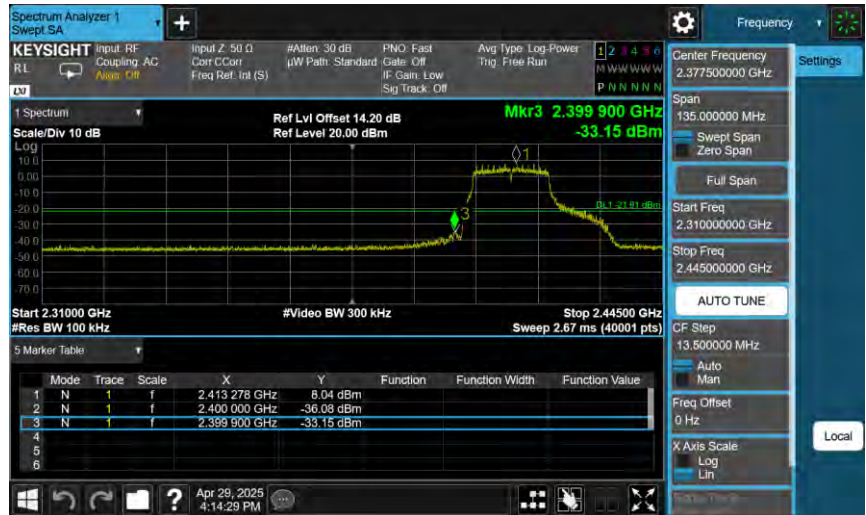 Spectrum Analyzer 1
Swept SA
Frequency
KEYSIGHT Input: RF Input Z: 50 Ω #Atten: 30 dB PNO: Fast Avg Type: Log-Power 1 2 3 4 5 6
RL Coupling: AC Corr CCorr µW Path: Standard Gate: Off Trig: Free Run M W W W W W
Align: Off Freq Ref: Int (S) IF Gain: Low
Sig Track: Off P N N N N N
LXI
1 Spectrum
Ref Lvl Offset 14.20 dB
Mkr3 2.399 900 GHz
Scale/Div 10 dB
Ref Level 20.00 dBm
-33.15 dBm
Log
10.0
0.00
-10.0
-20.0
-30.0
-40.0
-50.0
-60.0
-70.0
1
3
DL1 -21.91 dBm
Start 2.31000 GHz #Video BW 300 kHz Stop 2.44500 GHz
#Res BW 100 kHz Sweep 2.67 ms (40001 pts)
5 Marker Table
Mode Trace Scale X Y Function Function Width Function Value
1 N 1 f 2.413 278 GHz 8.04 dBm
2 N 1 f 2.400 000 GHz -36.08 dBm
3 N 1 f 2.399 900 GHz -33.15 dBm
4
5
6
Apr 29, 2025
4:14:29 PM
Center Frequency
2.377500000 GHz
Settings
Span
135.000000 MHz
Swept Span
Zero Span
Full Span
Start Freq
2.310000000 GHz
Stop Freq
2.445000000 GHz
AUTO TUNE
CF Step
13.500000 MHz
Auto
Man
Freq Offset
0 Hz
X Axis Scale
Log
Lin
Local